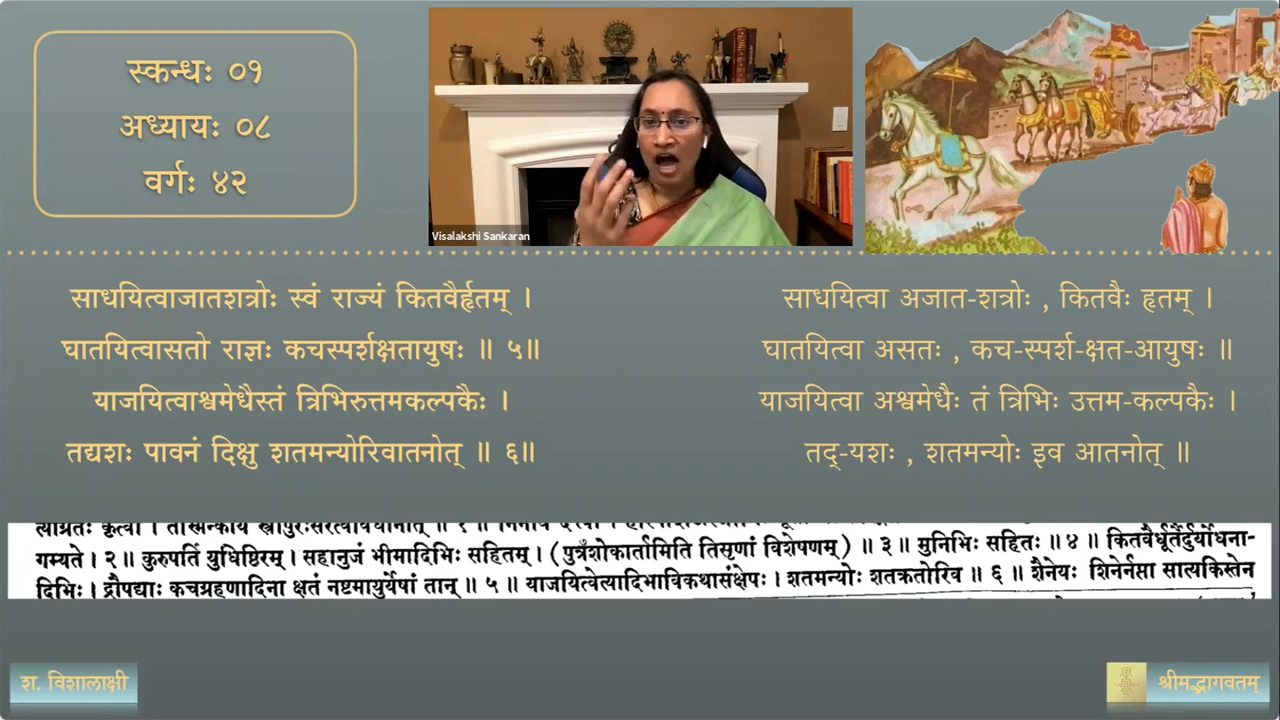 स्कन्धः ०१
अध्यायः ०८
वर्गः ४२
Visalakshi Sankaran
साधयित्वाजातशत्रोः स्वं राज्यं कितवैर्हृतम् ।
घातयित्वासतो राज्ञः कचस्पर्शक्षतायुषः ॥ ५॥
याजयित्वाश्वमेधैस्तं त्रिभिरुत्तमकल्पकैः ।
तद्यशः पावनं दिक्षु शतमन्योरिवातनोत् ॥ ६॥
साधयित्वा अजात-शत्रोः , कितवैः हृतम् ।
घातयित्वा असतः , कच-स्पर्श-क्षत-आयुषः ॥
याजयित्वा अश्वमेधैः तं त्रिभिः उत्तम-कल्पकैः ।
तद्-यशः , शतमन्योः इव आतनोत् ॥
गम्यते । २ ॥ कुरुपतिं युधिष्ठिरम् । सहानुजं भीमादिभिः सहितम् । (पुत्रशोकार्तामिति तिसृणां विशेषणम्) ॥ ३ ॥ मुनिभिः सहितः ॥ ४ ॥ कितवैर्धूर्तैर्दुर्योधना-
दिभिः । द्रौपद्याः कचग्रहणादिना क्षतं नष्टमायुर्येषां तान् ॥ ५ ॥ याजयित्वेत्यादिभाविकथासंक्षेपः । शतमन्योः शतक्रतोरिव ॥ ६ ॥ शैनेयः शिनेर्नप्ता सात्यकिस्तेन
श. विशालाक्षी
श्रीमद्भागवतम्